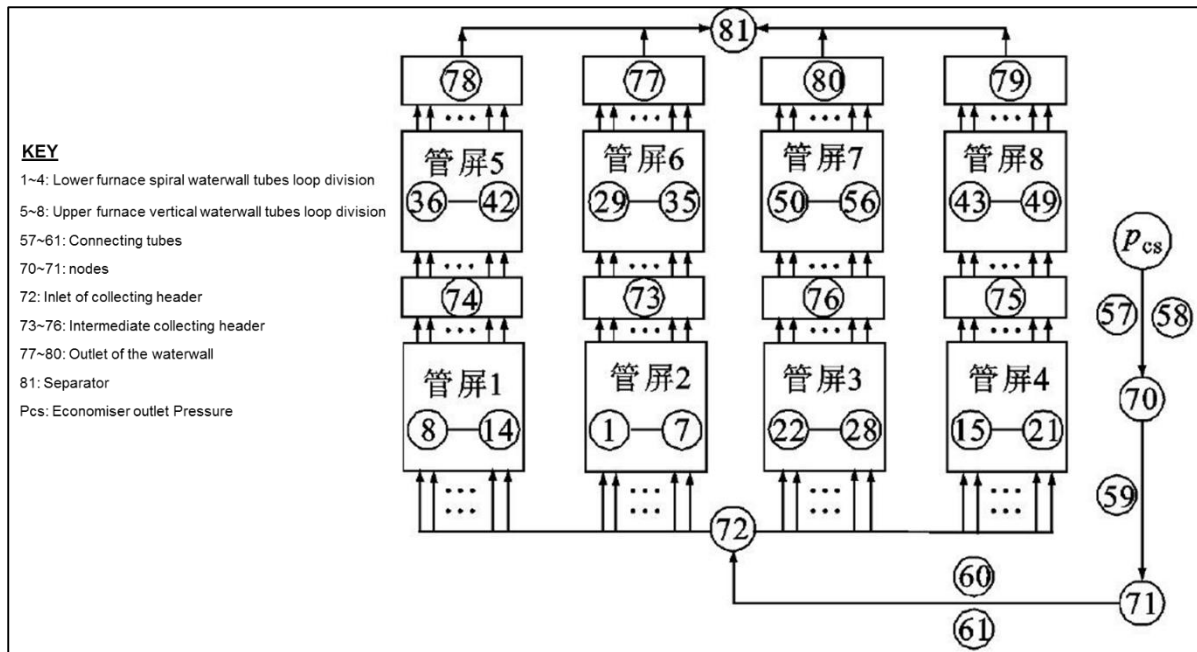 81
78 77 80 79
... ... ... ...
KEY
1~4: Lower furnace spiral waterwall tubes loop division
5~8: Upper furnace vertical waterwall tubes loop division
57~61: Connecting tubes
70~71: nodes
72: Inlet of collecting header
73~76: Intermediate collecting header
77~80: Outlet of the waterwall
81: Separator
Pcs: Economiser outlet Pressure
管屏5 管屏6 管屏7 管屏8
36 42 29 35 50 56 43 49
... ... ... ...
74 73 76 75
... ... ... ...
管屏1 管屏2 管屏3 管屏4
8 14 1 7 22 28 15 21
... ... ... ...
... ... ... ...
72
pcs
57 58
70
59
60
71
61